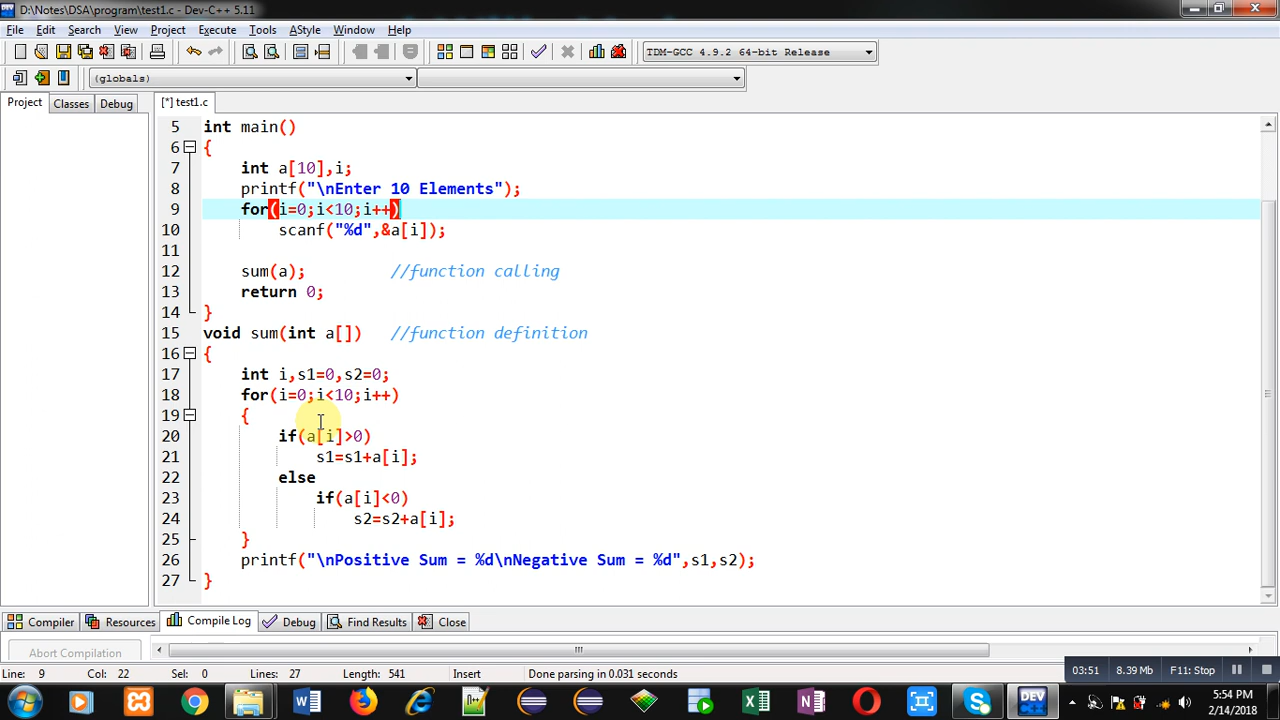 D:\Notes\DSA\program\test1.c - Dev-C++ 5.11
File Edit Search View Project Execute Tools AStyle Window Help
TDM-GCC 4.9.2 64-bit Release
(globals)
Project Classes Debug [*] test1.c
5 int main()
6 {
7 int a[10],i;
8 printf("\nEnter 10 Elements");
9 for(i=0;i<10;i++)
10 scanf("%d",&a[i]);
11
12 sum(a); //function calling
13 return 0;
14 }
15 void sum(int a[]) //function definition
16 {
17 int i,s1=0,s2=0;
18 for(i=0;i<10;i++)
19 {
20 if(a[i]>0)
21 s1=s1+a[i];
22 else
23 if(a[i]<0)
24 s2=s2+a[i];
25 }
26 printf("\nPositive Sum = %d\nNegative Sum = %d",s1,s2);
27 }
Compiler Resources Compile Log Debug Find Results Close
Abort Compilation
Line: 9 Col: 22 Sel: 0 Lines: 27 Length: 541 Insert Done parsing in 0.031 seconds
03:51 8.39 Mb F11: Stop
5:54 PM
2/14/2018